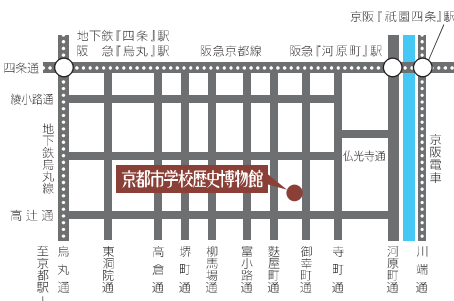 京阪『祇園四条』駅
地下鉄『四条』駅
阪 急『烏丸』駅
阪急京都線
阪急『河原町』駅
四条通
綾小路通
地下鉄烏丸線
京阪電車
仏光寺通
京都市学校歴史博物館
高辻通
至京都駅
烏丸通
東洞院通
高倉通
堺町通
柳馬場通
富小路通
麩屋町通
御幸町通
寺町通
河原町通
川端通